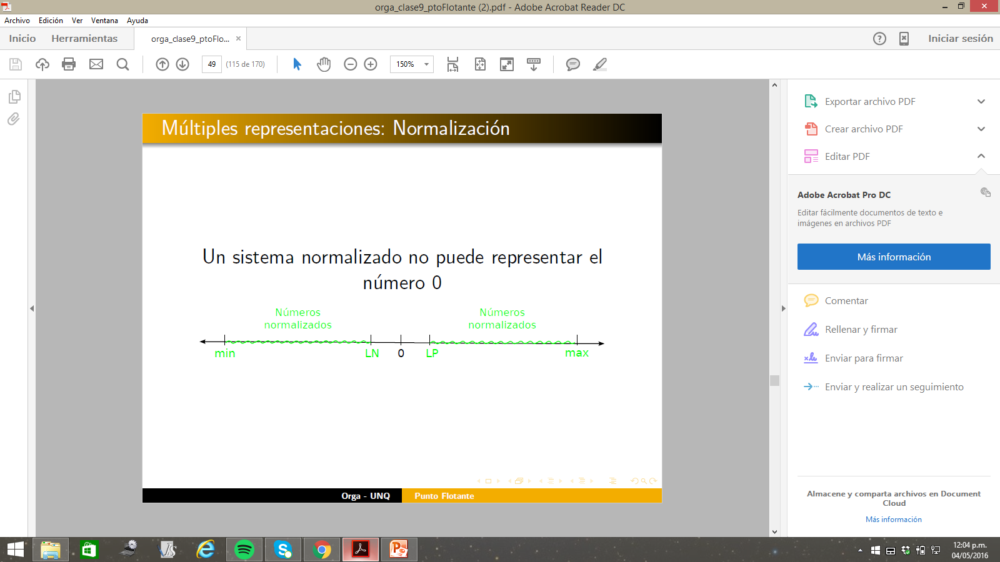 orga_clase9_ptoFlotante (2).pdf - Adobe Acrobat Reader DC
Archivo Edición Ver Ventana Ayuda
Inicio Herramientas orga_clase9_ptoFlo... × Iniciar sesión
49 (115 de 170) 150%
Múltiples representaciones: Normalización
Un sistema normalizado no puede representar el
número 0
Números Números
normalizados normalizados
min LN 0 LP max
Orga - UNQ Punto Flotante
Exportar archivo PDF
Crear archivo PDF
Editar PDF
Adobe Acrobat Pro DC
Editar fácilmente documentos de texto e
imágenes en archivos PDF
Más información
Comentar
Rellenar y firmar
Enviar para firmar
Enviar y realizar un seguimiento
Almacene y comparta archivos en Document
Cloud
Más información
12:04 p.m.
04/05/2016